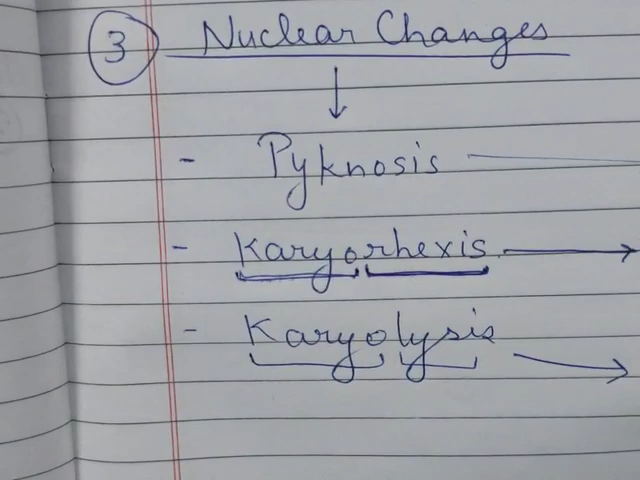 3 Nuclear Changes
- Pyknosis
- Karyorhexis
- Karyolysis